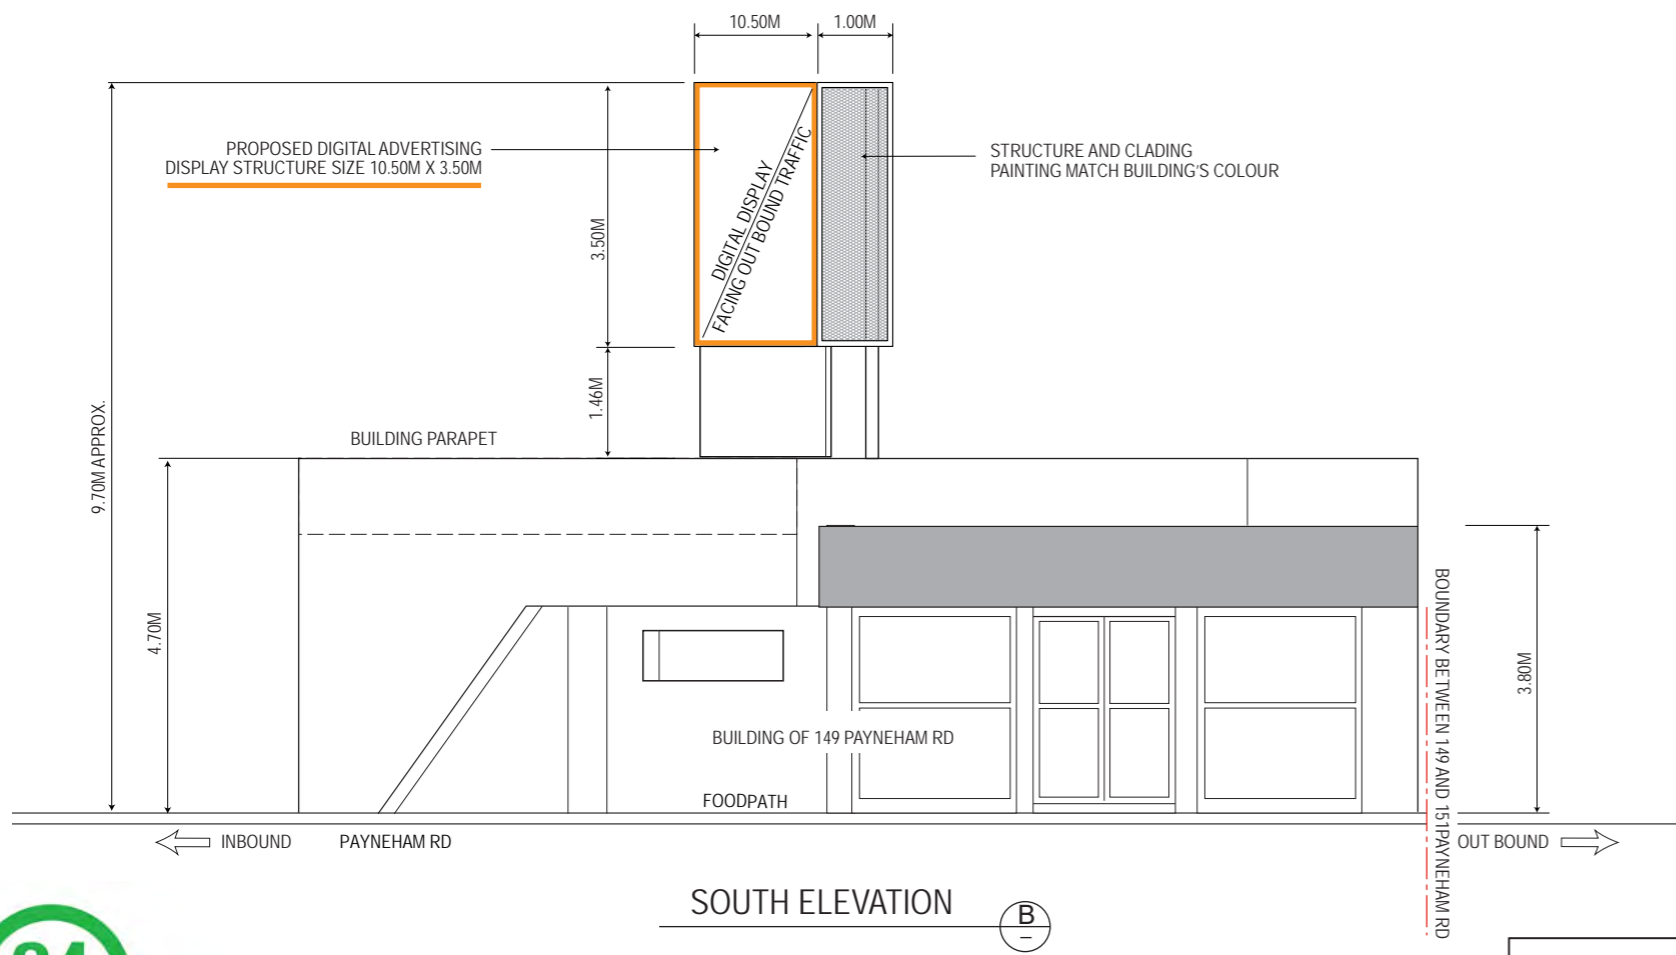 10.50M
1.00M
PROPOSED DIGITAL ADVERTISING
DISPLAY STRUCTURE SIZE 10.50M X 3.50M
DIGITAL DISPLAY
FACING OUT BOUND TRAFFIC
STRUCTURE AND CLADING
PAINTING MATCH BUILDING'S COLOUR
3.50M
1.46M
9.70M APPROX.
BUILDING PARAPET
4.70M
3.80M
BOUNDARY BETWEEN 149 AND 151PAYNEHAM RD
BUILDING OF 149 PAYNEHAM RD
FOODPATH
INBOUND
PAYNEHAM RD
OUT BOUND
SOUTH ELEVATION
B
–